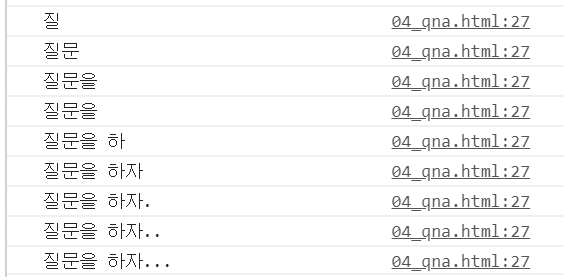 질 04_qna.html:27
질문 04_qna.html:27
질문을 04_qna.html:27
질문을 04_qna.html:27
질문을 하 04_qna.html:27
질문을 하자 04_qna.html:27
질문을 하자. 04_qna.html:27
질문을 하자.. 04_qna.html:27
질문을 하자... 04_qna.html:27